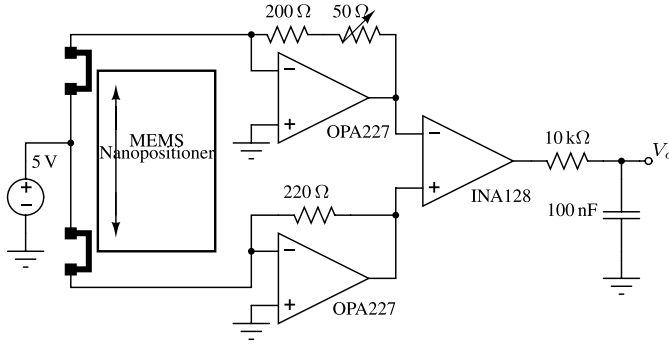 200 Ω
50 Ω
−
+
OPA227
MEMS
Nanopositioner
5 V
+
−
−
+
INA128
10 kΩ
100 nF
220 Ω
−
+
OPA227